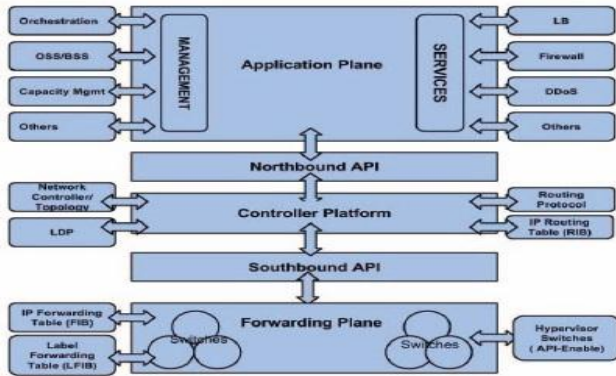 Orchestration
OSS/BSS
Capacity Mgmt
Others
MANAGEMENT
Application Plane
SERVICES
LB
Firewall
DDoS
Others
Northbound API
Network
Controller/
Topology
LDP
Controller Platform
Routing
Protocol
IP Routing
Table (RIB)
Southbound API
IP Forwarding
Table (FIB)
Label
Forwarding
Table (LFIB)
Forwarding Plane
Switches
Switches
Hypervisor
Switches
( API-Enable)